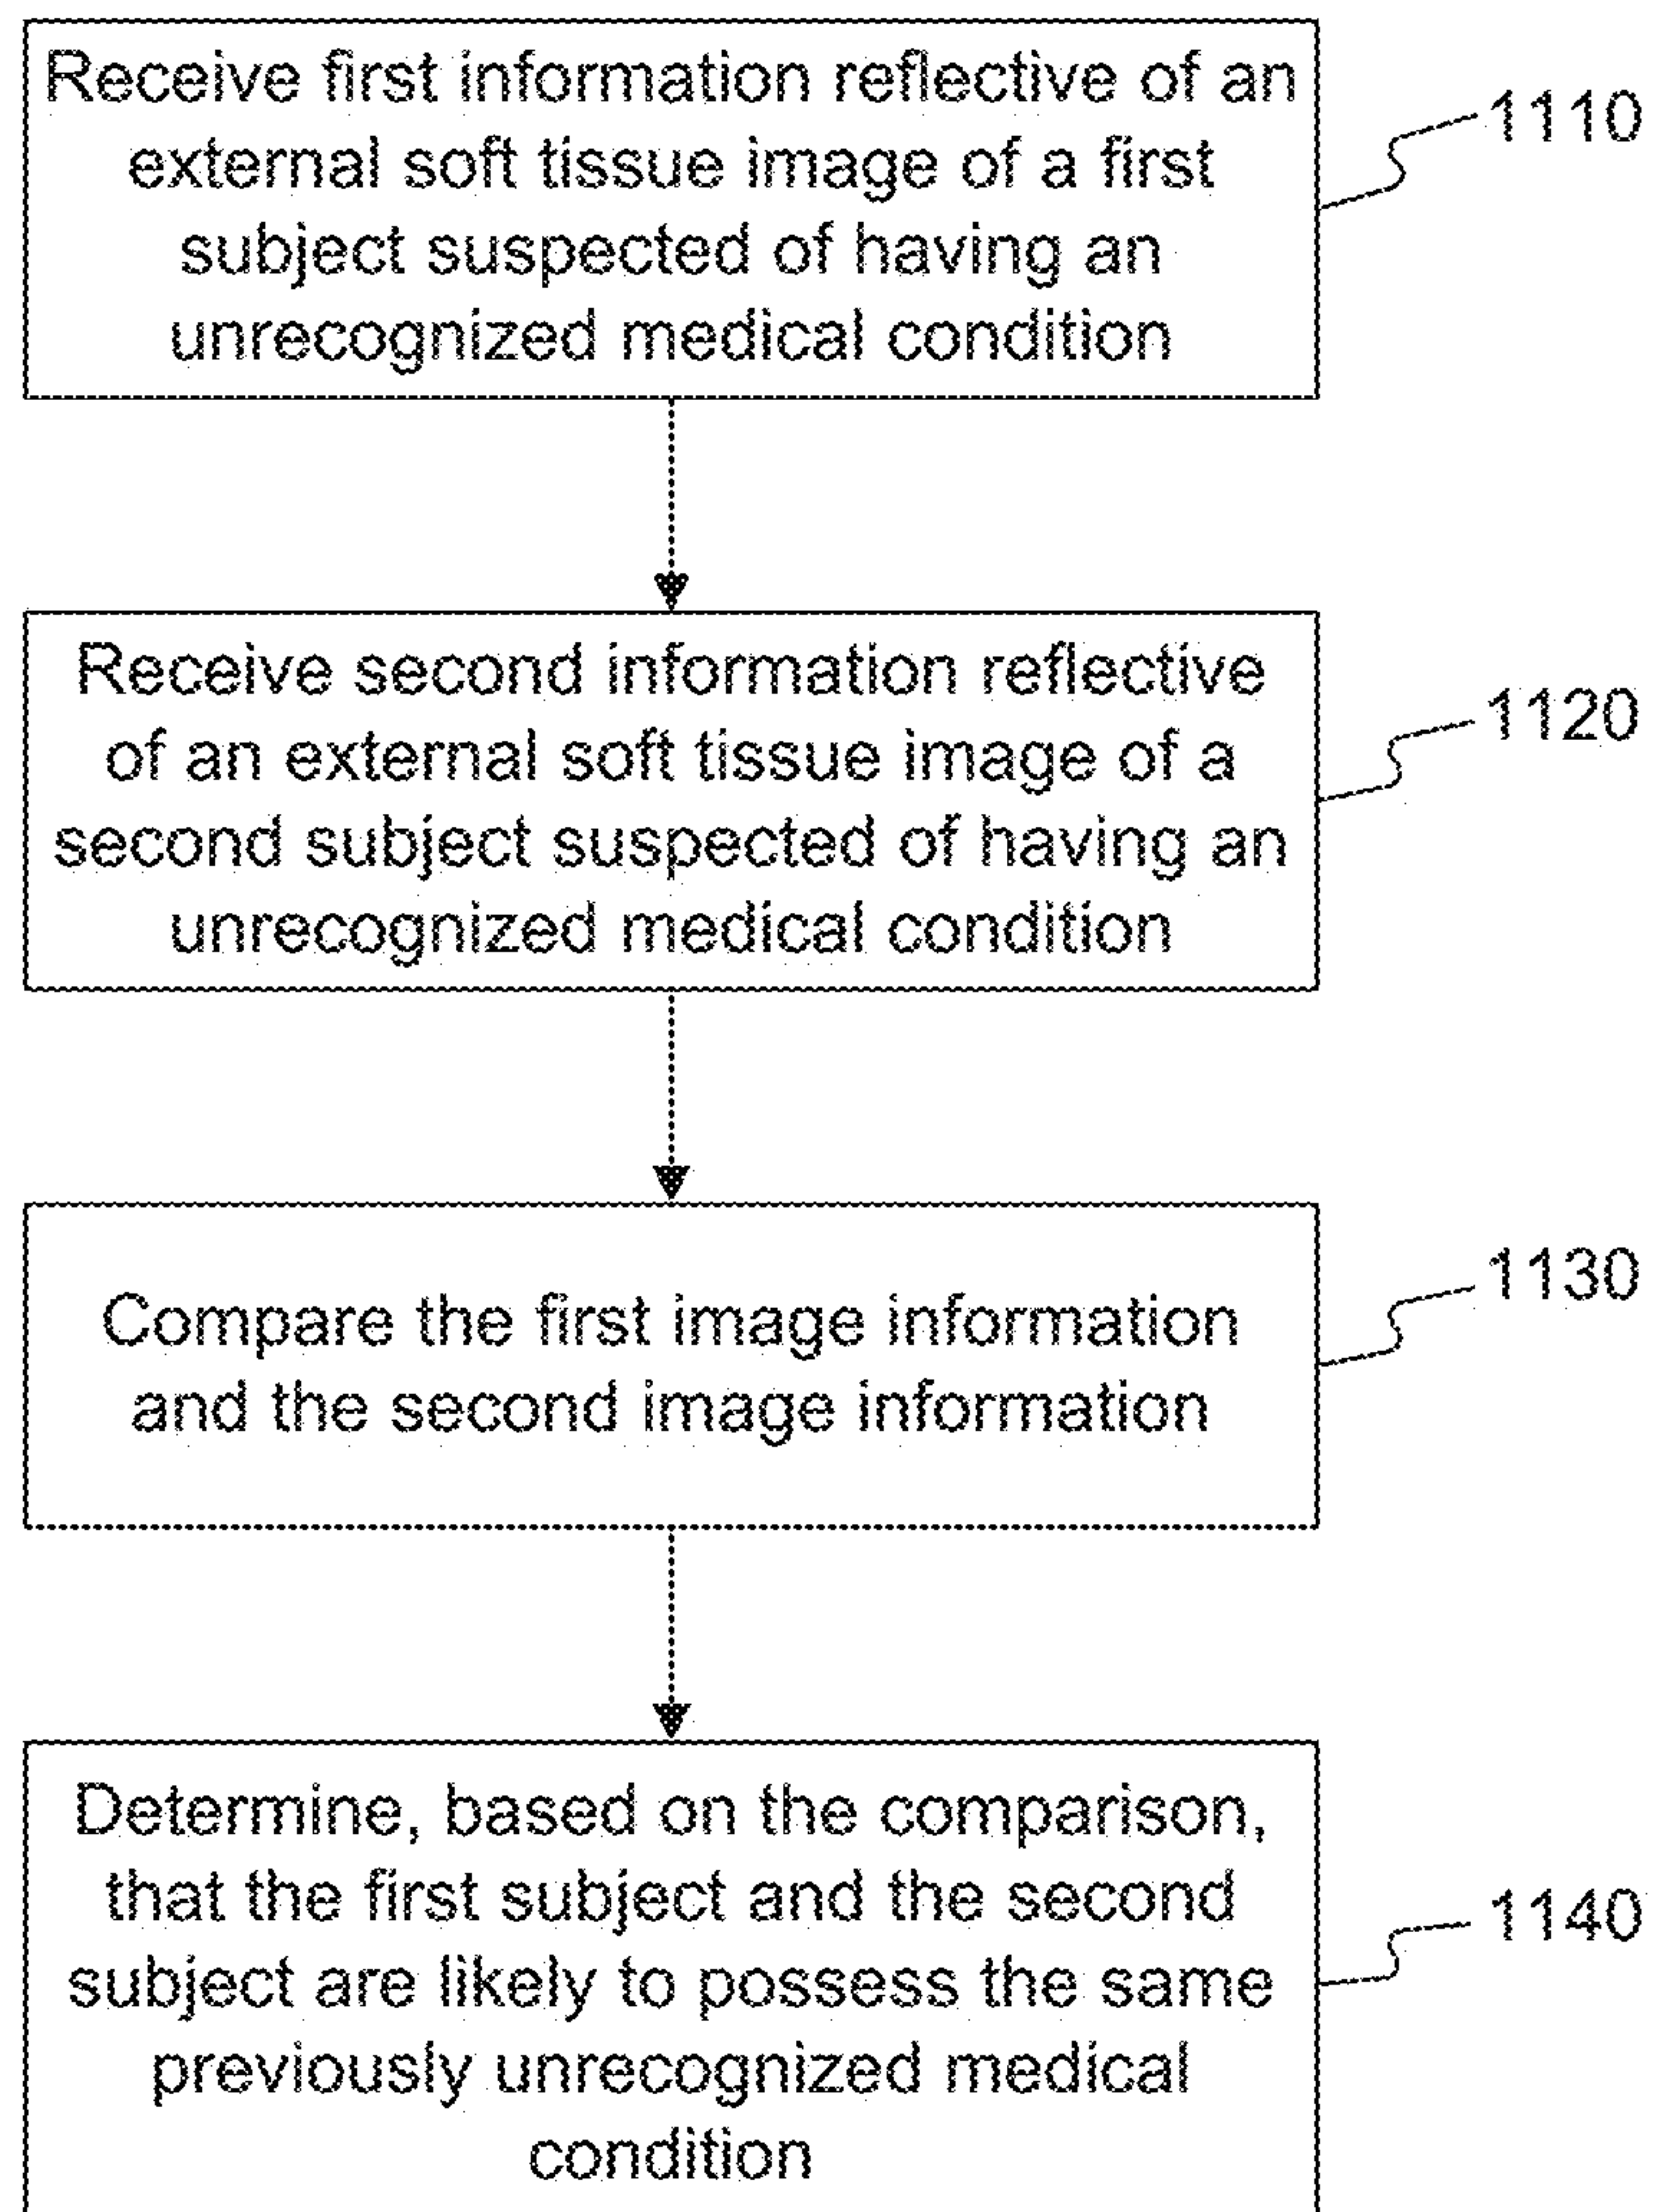 Receive first information reflective of an
external soft tissue image of a first
subject suspected of having an
unrecognized medical condition
1110
Receive second information reflective
of an external soft tissue image of a
second subject suspected of having an
unrecognized medical condition
1120
Compare the first image information
and the second image information
1130
Determine, based on the comparison,
that the first subject and the second
subject are likely to possess the same
previously unrecognized medical
condition
1140